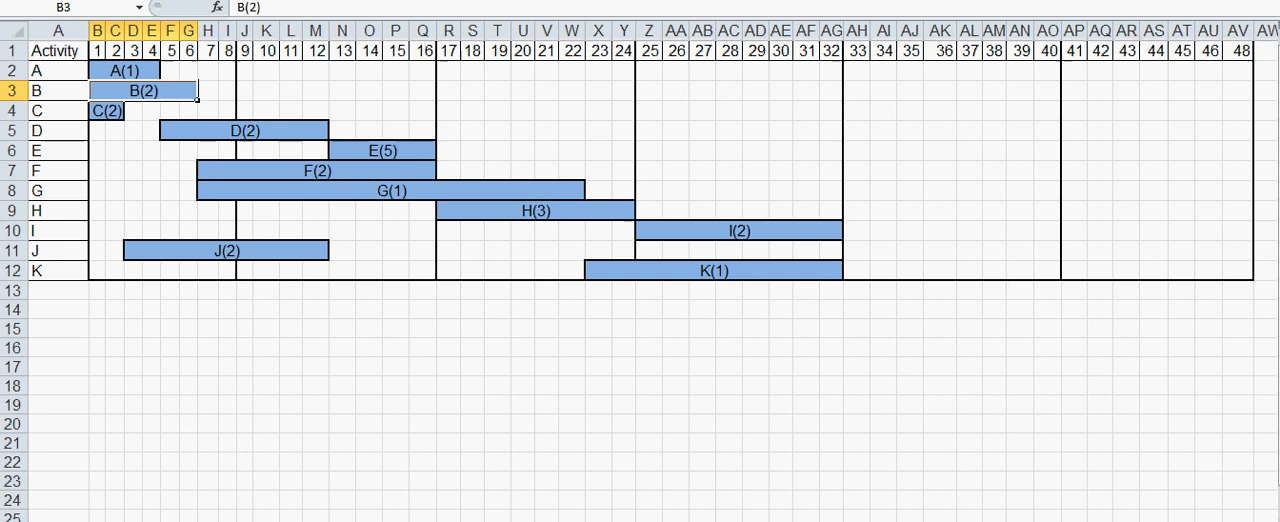 B3 fx B(2)
A B C D E F G H I J K L M N O P Q R S T U V W X Y Z AA AB AC AD AE AF AG AH AI AJ AK AL AM AN AO AP AQ AR AS AT AU AV AW
1 Activity 1 2 3 4 5 6 7 8 9 10 11 12 13 14 15 16 17 18 19 20 21 22 23 24 25 26 27 28 29 30 31 32 33 34 35 36 37 38 39 40 41 42 43 44 45 46 47 48
2 A A(1)
3 B B(2)
4 C C(2)
5 D D(2)
6 E E(5)
7 F F(2)
8 G G(1)
9 H H(3)
10 I I(2)
11 J J(2)
12 K K(1)
13
14
15
16
17
18
19
20
21
22
23
24
25